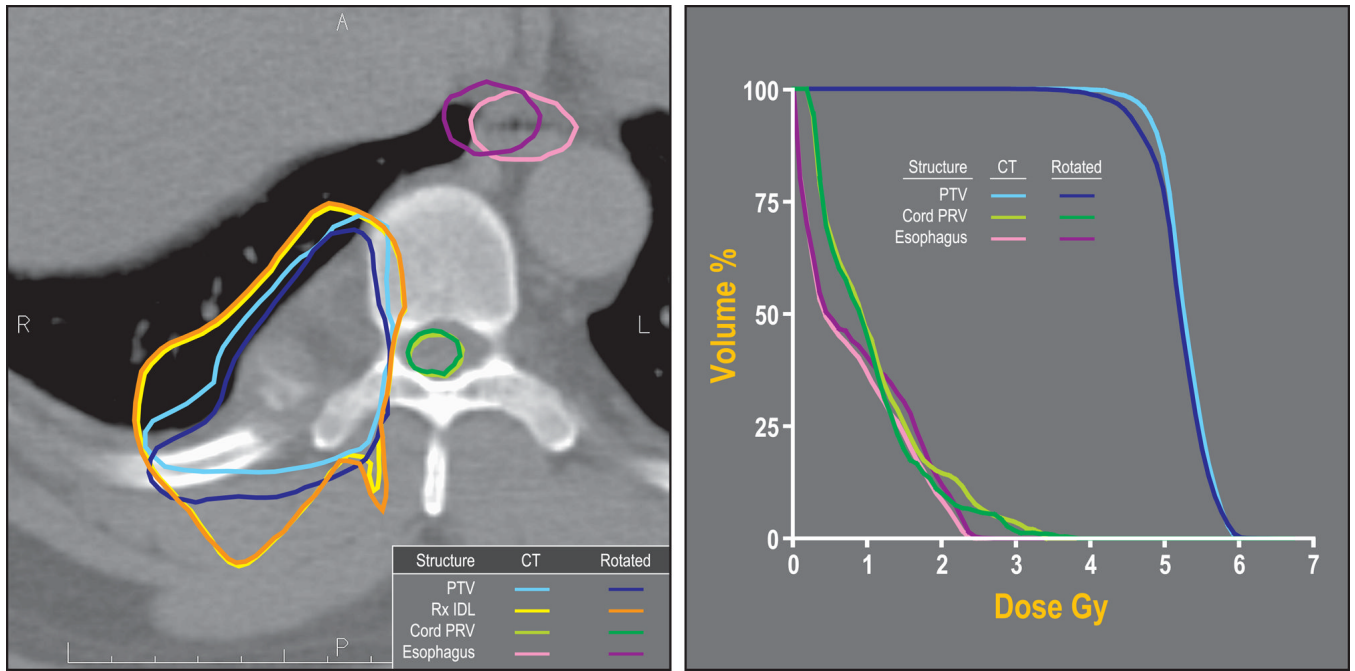 A
R
L
P
Structure CT Rotated
PTV
Rx IDL
Cord PRV
Esophagus
Volume %
100
75
50
25
0
Structure CT Rotated
PTV
Cord PRV
Esophagus
0 1 2 3 4 5 6 7
Dose Gy